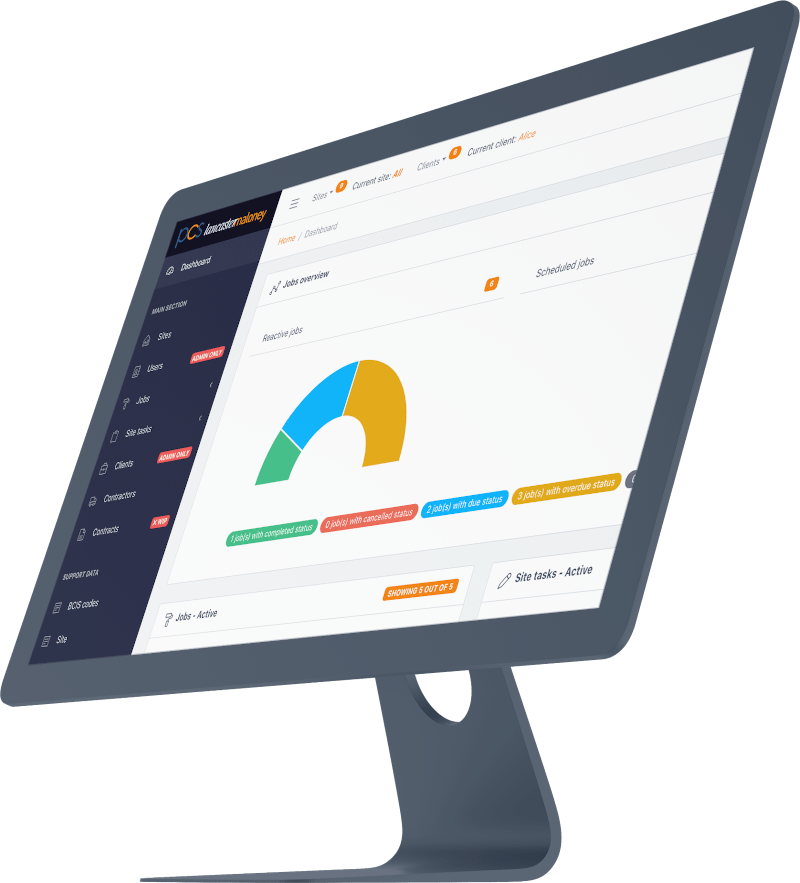 pcs lancastermaloney
Sites
Current site: All
Clients
6
Current client: Alice
Dashboard
Home / Dashboard
MAIN SECTION
Sites
Users
ADMIN ONLY
Jobs
Site tasks
Clients
ADMIN ONLY
Contractors
Contracts
X WIP
SUPPORT DATA
BCIS codes
Site
Jobs overview
Reactive jobs
6
Scheduled jobs
1 job(s) with completed status
0 job(s) with cancelled status
2 job(s) with due status
3 job(s) with overdue status
Jobs - Active
SHOWING 5 OUT OF 5
Site tasks - Active